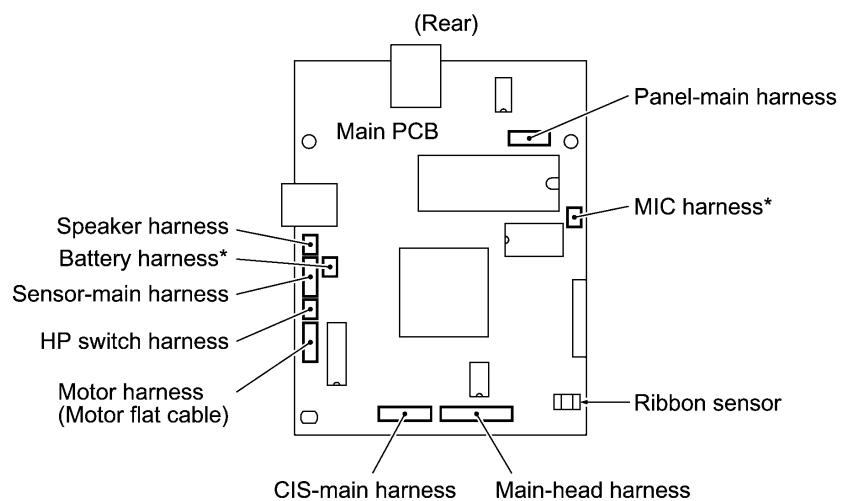 (Rear)
Panel-main harness
Main PCB
MIC harness*
Speaker harness
Battery harness*
Sensor-main harness
HP switch harness
Motor harness
(Motor flat cable)
Ribbon sensor
CIS-main harness
Main-head harness